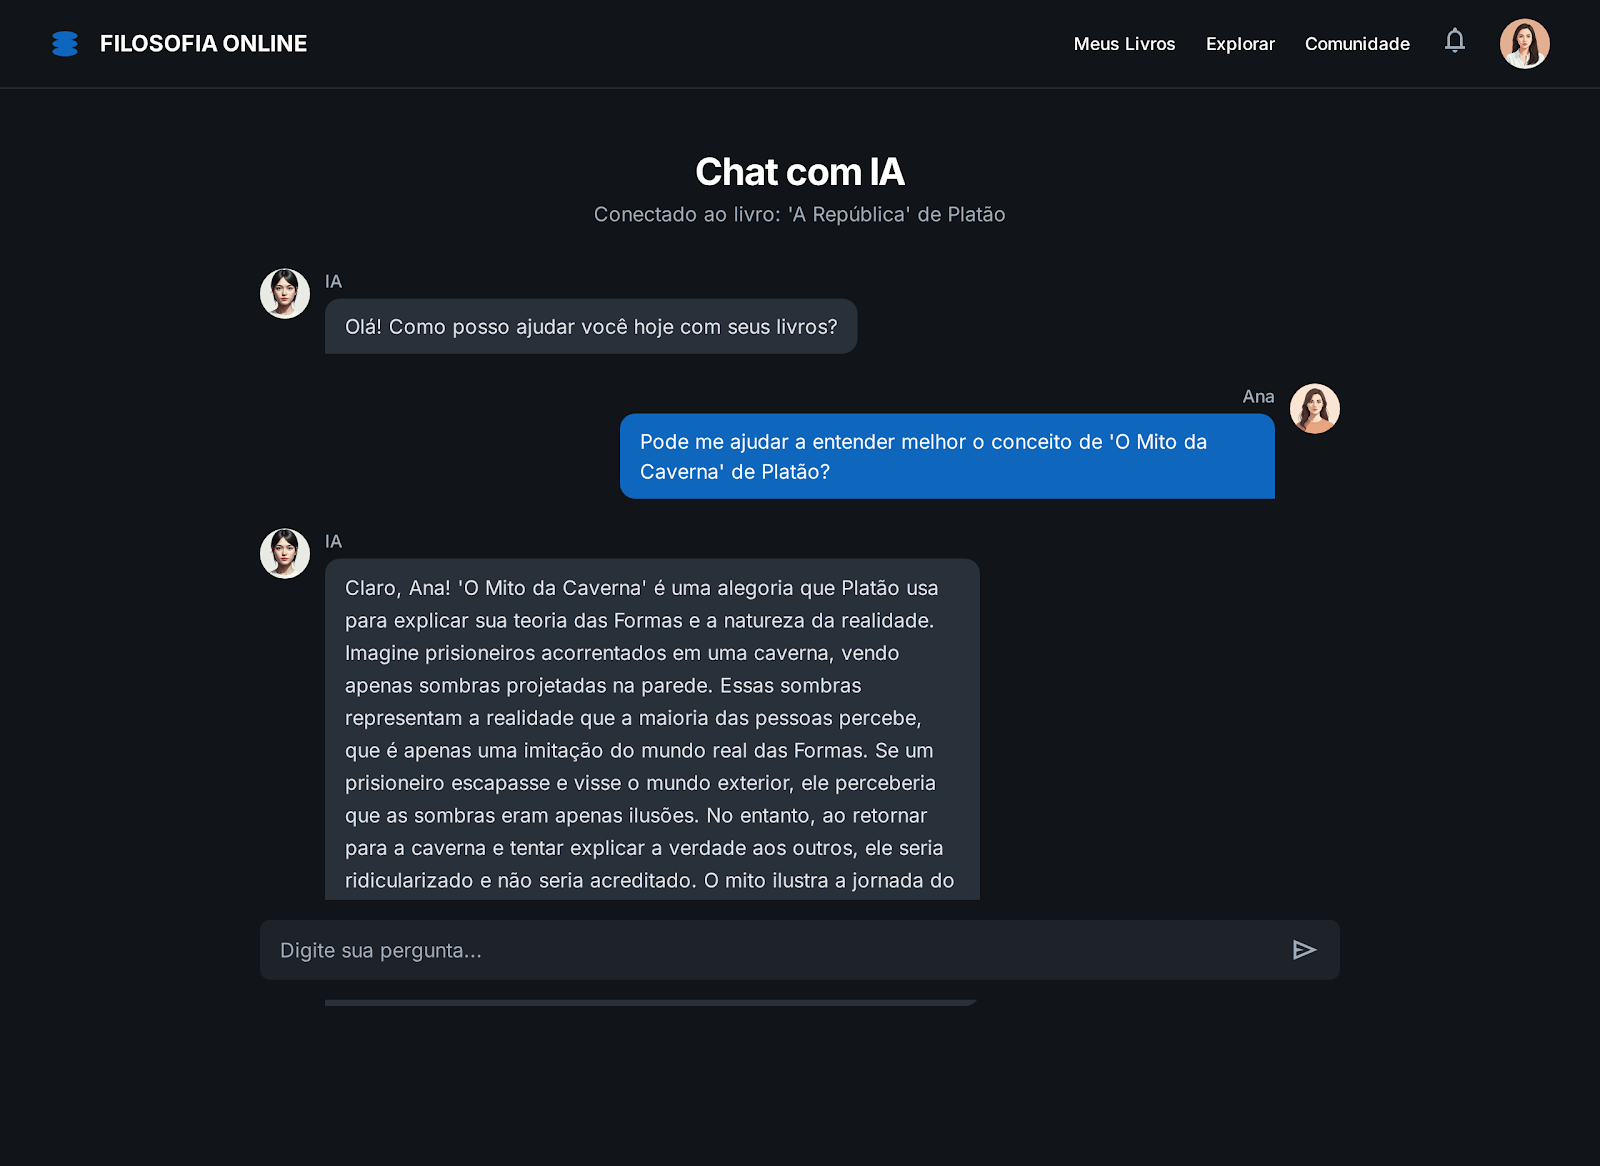 FILOSOFIA ONLINE
Meus Livros
Explorar
Comunidade
Chat com IA
Conectado ao livro: 'A República' de Platão
IA
Olá! Como posso ajudar você hoje com seus livros?
Ana
Pode me ajudar a entender melhor o conceito de 'O Mito da
Caverna' de Platão?
IA
Claro, Ana! 'O Mito da Caverna' é uma alegoria que Platão usa
para explicar sua teoria das Formas e a natureza da realidade.
Imagine prisioneiros acorrentados em uma caverna, vendo
apenas sombras projetadas na parede. Essas sombras
representam a realidade que a maioria das pessoas percebe,
que é apenas uma imitação do mundo real das Formas. Se um
prisioneiro escapasse e visse o mundo exterior, ele perceberia
que as sombras eram apenas ilusões. No entanto, ao retornar
para a caverna e tentar explicar a verdade aos outros, ele seria
ridicularizado e não seria acreditado. O mito ilustra a jornada do
Digite sua pergunta...